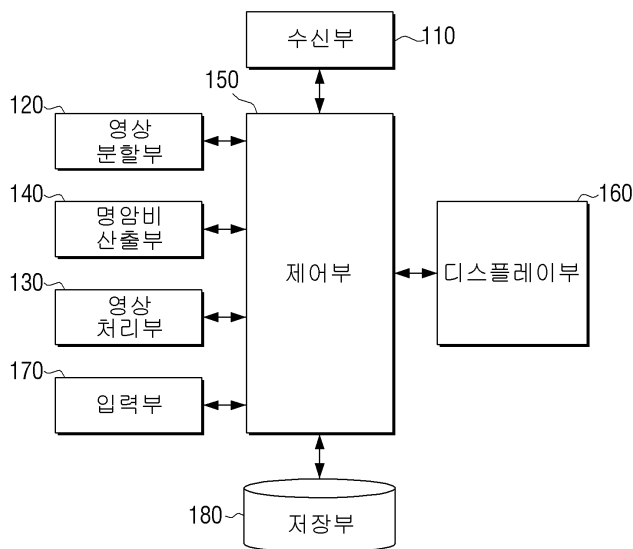 수신부
110
150
120
영상
분할부
140
명암비
산출부
160
제어부
디스플레이부
130
영상
처리부
170
입력부
180
저장부